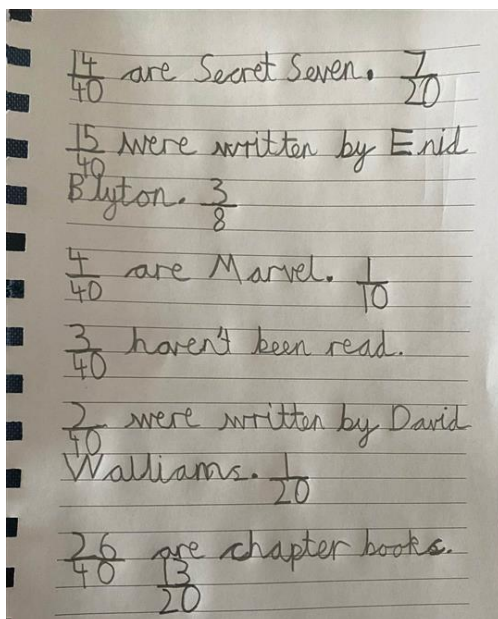 14/40 are Secret Seven. 7/20
15/40 were written by Enid
Blyton. 3/8
4/40 are Marvel. 1/10
3/40 haven't been read.
2/40 were written by David
Walliams. 1/20
26/40 are chapter books.
13/20